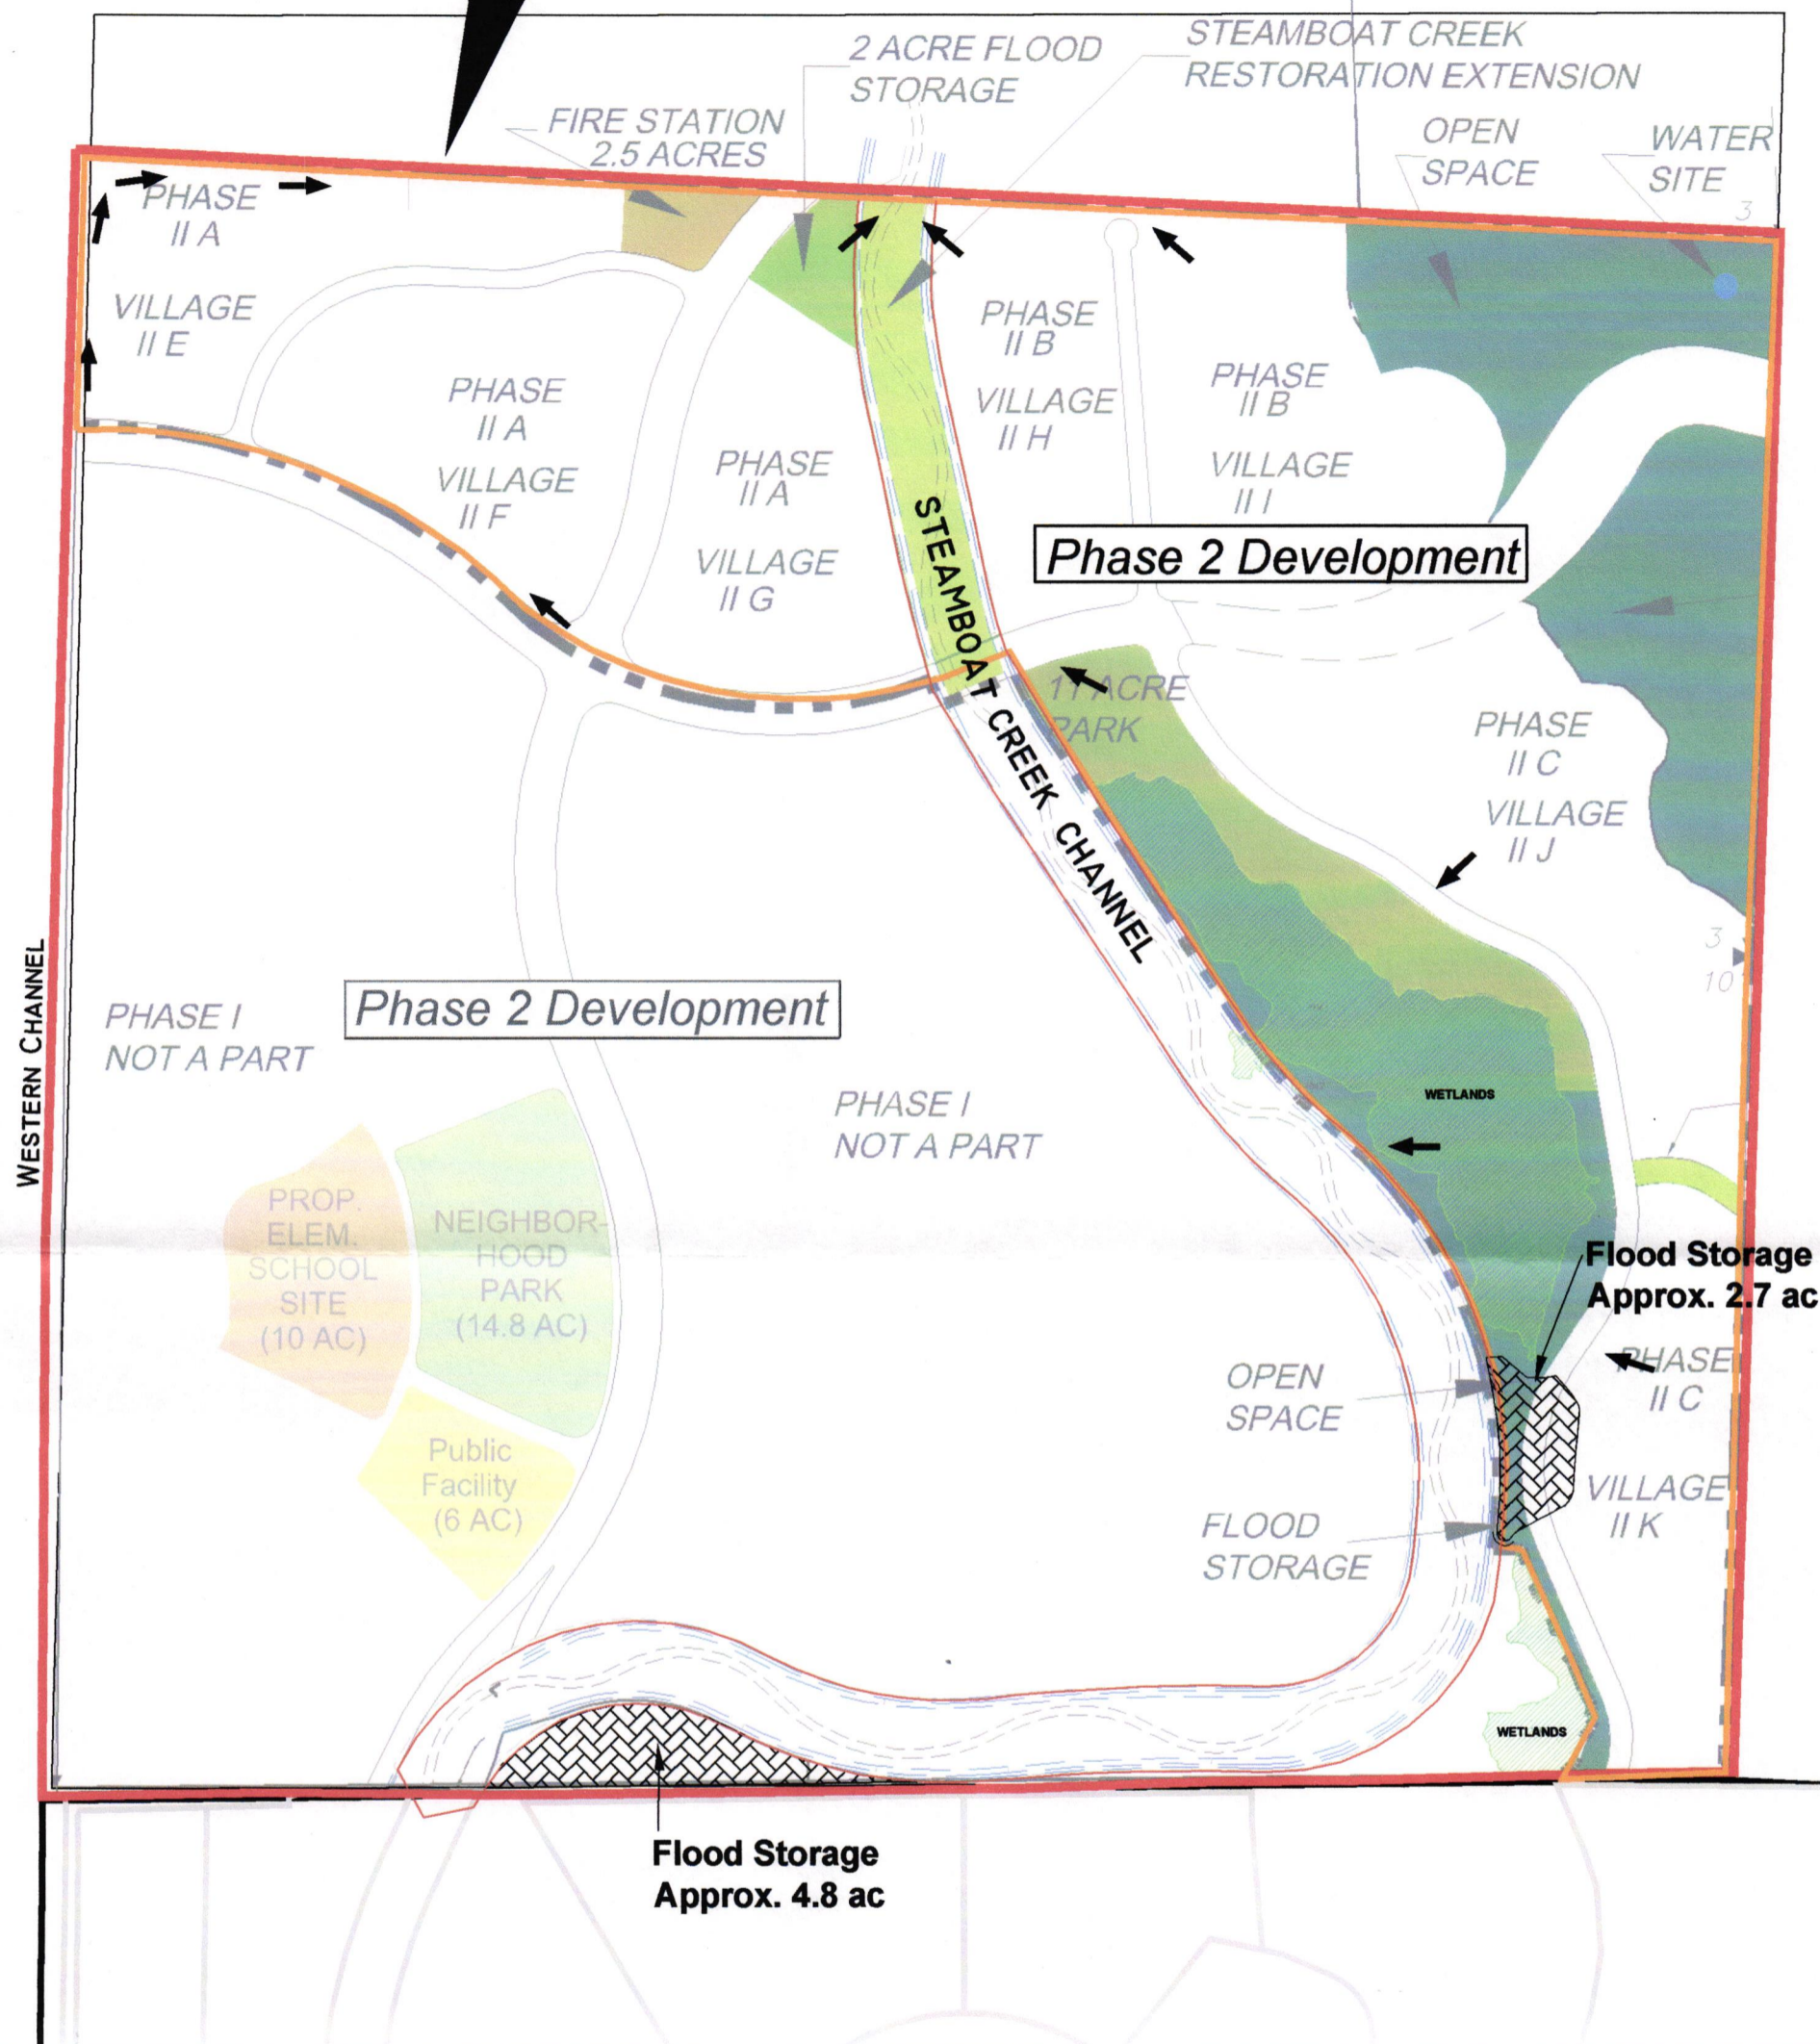 2 ACRE FLOOD
STORAGE
STEAMBOAT CREEK
RESTORATION EXTENSION
FIRE STATION
2.5 ACRES
OPEN
SPACE
WATER
SITE
3
PHASE
II A
VILLAGE
II E
PHASE
II A
VILLAGE
II F
PHASE
II A
VILLAGE
II G
PHASE
II B
VILLAGE
II H
PHASE
II B
VILLAGE
II I
Phase 2 Development
STEAMBOAT CREEK CHANNEL
11 ACRE
PARK
PHASE
II C
VILLAGE
II J
3
10
WESTERN CHANNEL
PHASE I
NOT A PART
Phase 2 Development
PHASE I
NOT A PART
WETLANDS
PROP.
ELEM.
SCHOOL
SITE
(10 AC)
NEIGHBOR-
HOOD
PARK
(14.8 AC)
Public
Facility
(6 AC)
Flood Storage
Approx. 2.7 ac
PHASE
II C
VILLAGE
II K
OPEN
SPACE
FLOOD
STORAGE
WETLANDS
Flood Storage
Approx. 4.8 ac